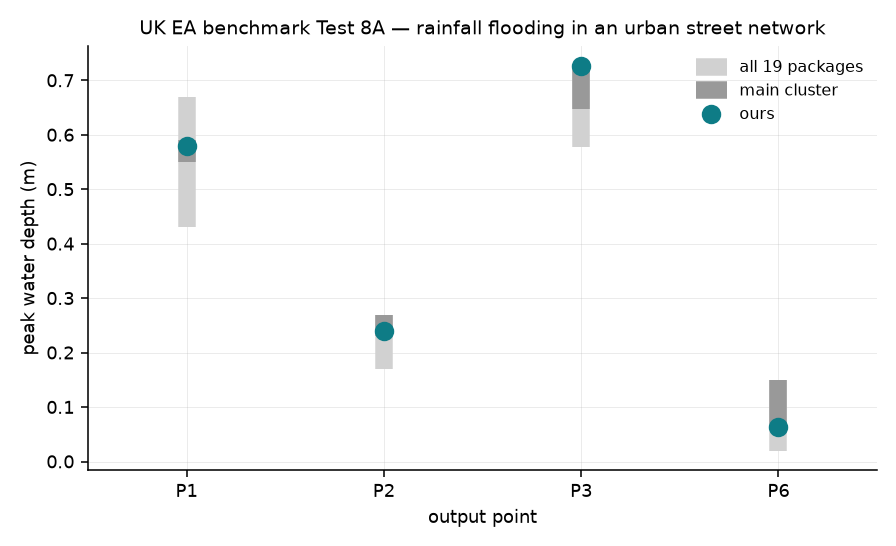 UK EA benchmark Test 8A — rainfall flooding in an urban street network
all 19 packages
main cluster
ours
peak water depth (m)
0.7
0.6
0.5
0.4
0.3
0.2
0.1
0.0
P1 P2 P3 P6
output point